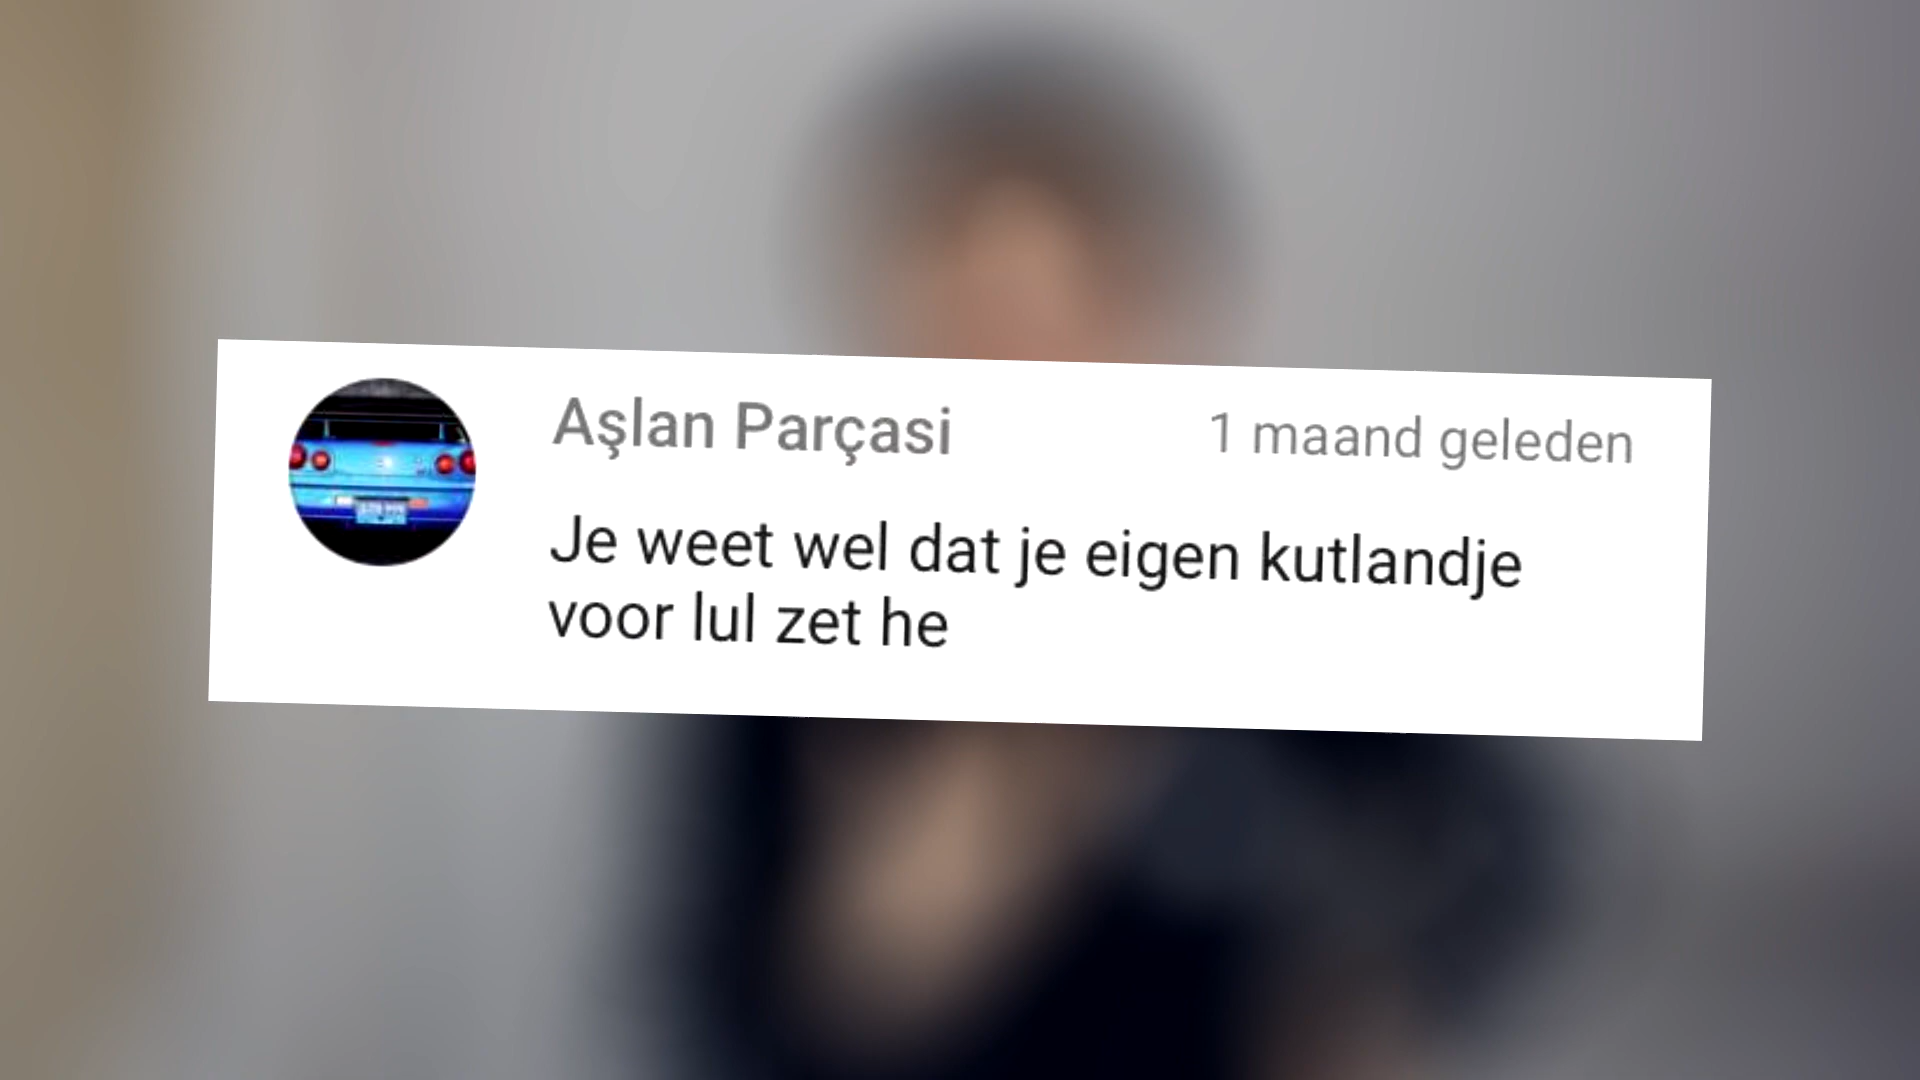 Aşlan Parçasi 1 maand geleden
Je weet wel dat je eigen kutlandje
voor lul zet he